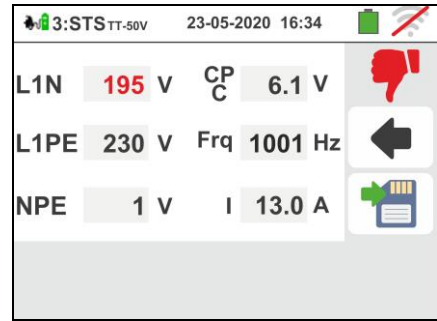 3:STS TT-50V 23-05-2020 16:34
L1N 195 V CP C 6.1 V
L1PE 230 V Frq 1001 Hz
NPE 1 V I 13.0 A